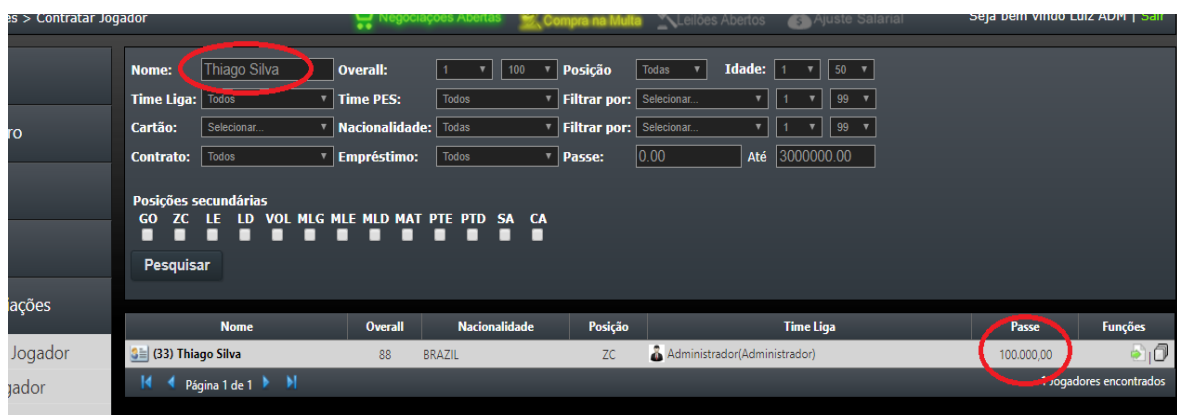 es > Contratar Jogador Negociações Abertas Compra na Multa Leilões Abertos Ajuste Salarial Seja bem vindo Luiz ADM | Sair
Nome: Thiago Silva Overall: 1 100 Posição Todas Idade: 1 50
Time Liga: Todos Time PES: Todos Filtrar por: Selecionar... 1 99
ro
Cartão: Selecionar... Nacionalidade: Todas Filtrar por: Selecionar... 1 99
Contrato: Todos Empréstimo: Todos Passe: 0.00 Até 3000000.00
Posições secundárias
GO ZC LE LD VOL MLG MLE MLD MAT PTE PTD SA CA
Pesquisar
iações
Nome Overall Nacionalidade Posição Time Liga Passe Funções
Jogador
(33) Thiago Silva 88 BRAZIL ZC Administrador(Administrador) 100.000,00
gador
Página 1 de 1 Jogadores encontrados